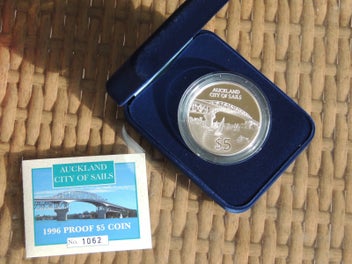 AUCKLAND
CITY OF SAILS
$5
AUCKLAND
CITY OF SAILS
1996 PROOF $5 COIN
No. 1062